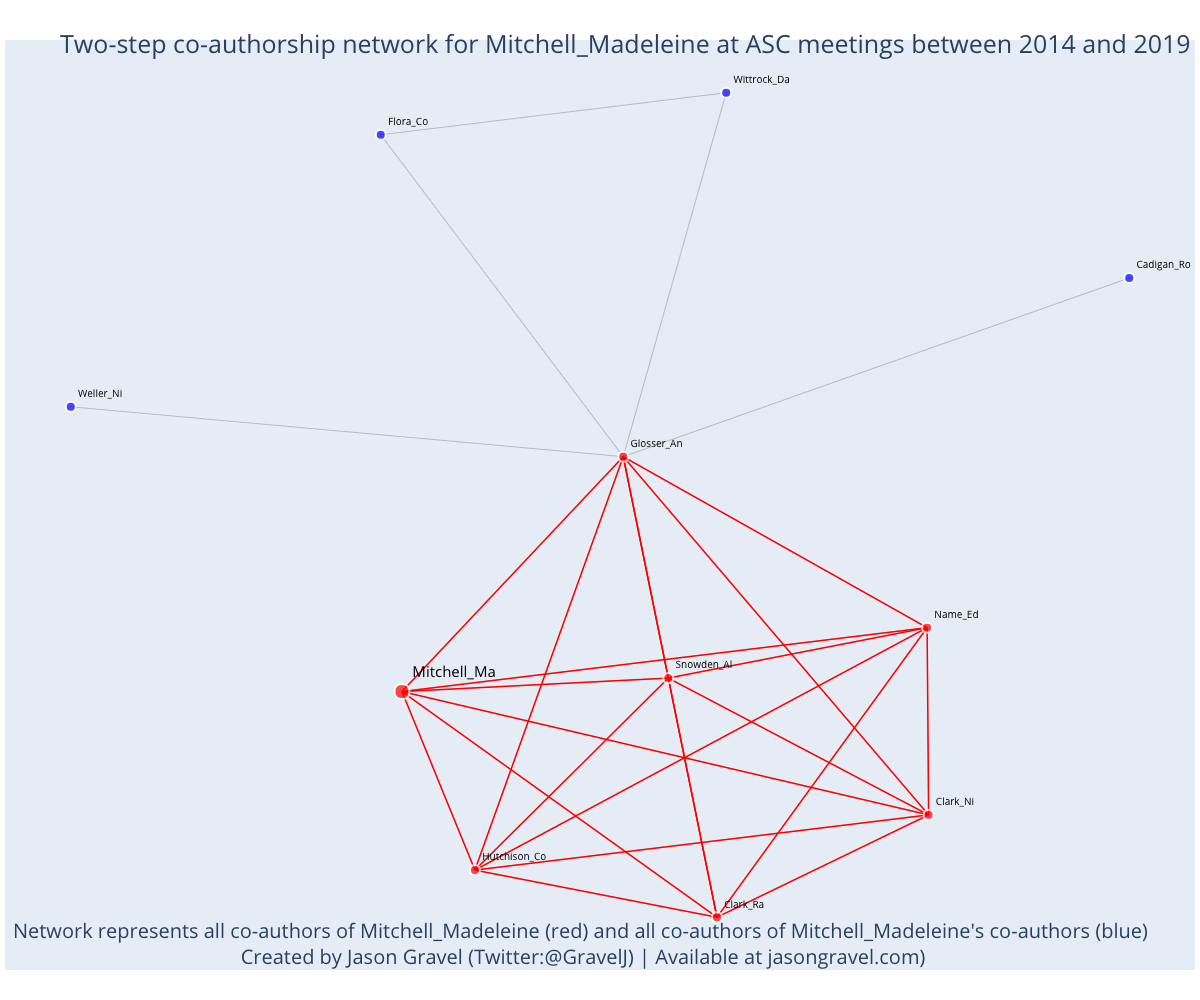 Two-step co-authorship network for Mitchell_Madeleine at ASC meetings between 2014 and 2019
Wittrock_Da
Flora_Co
Cadigan_Ro
Weller_Ni
Glosser_An
Name_Ed
Snowden_Al
Mitchell_Ma
Clark_Ni
Hutchison_Co
Clark_Ra
Network represents all co-authors of Mitchell_Madeleine (red) and all co-authors of Mitchell_Madeleine's co-authors (blue)
Created by Jason Gravel (Twitter:@GravelJ) | Available at jasongravel.com)